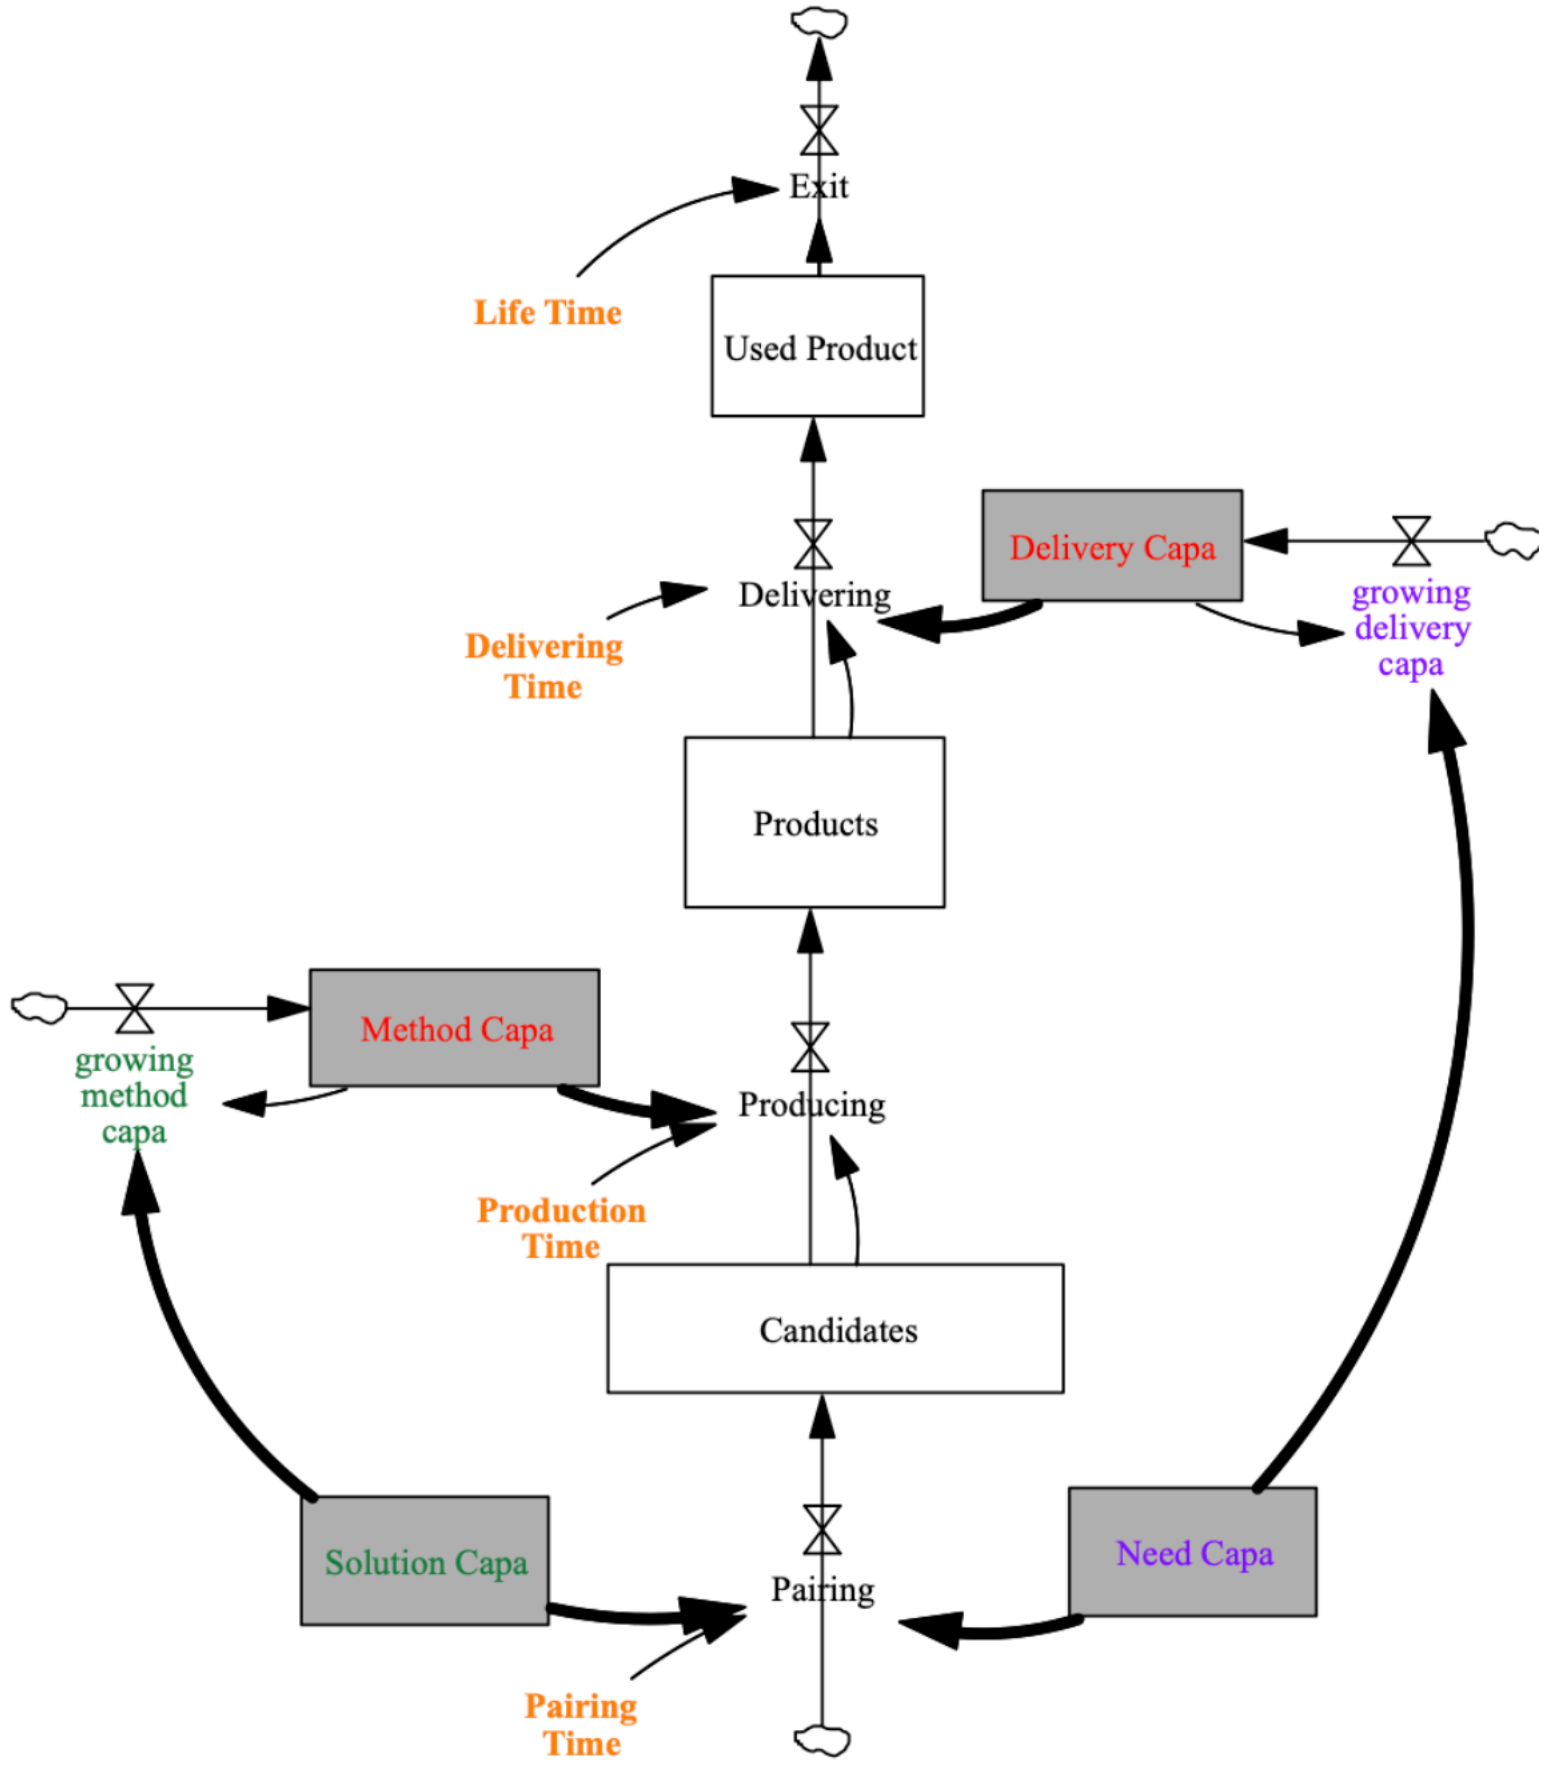 Exit
Life Time
Used Product
Delivery Capa
growing
delivery
capa
Delivering
Delivering
Time
Products
Method Capa
growing
method
capa
Producing
Production
Time
Candidates
Solution Capa
Need Capa
Pairing
Pairing
Time